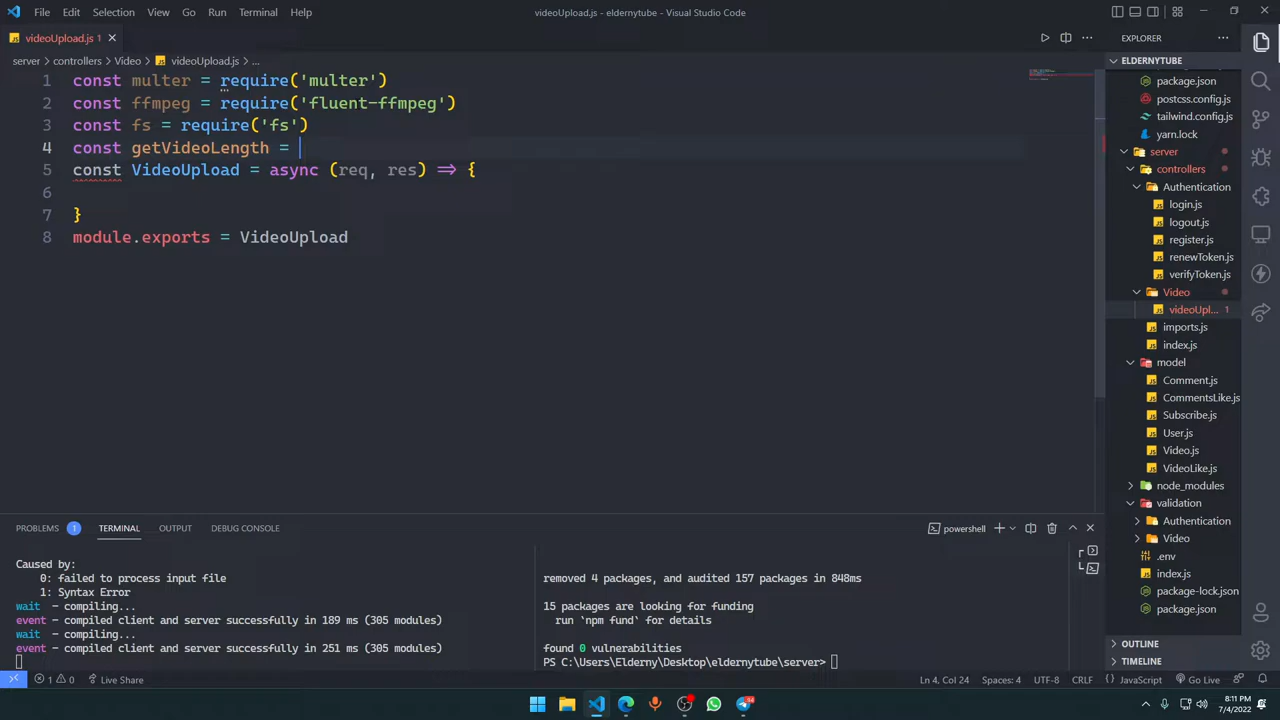 File Edit Selection View Go Run Terminal Help
videoUpload.js - eldernytube - Visual Studio Code
videoUpload.js 1
server > controllers > Video > videoUpload.js > ...
1 const multer = require('multer')
2 const ffmpeg = require('fluent-ffmpeg')
3 const fs = require('fs')
4 const getVideoLength =
5 const VideoUpload = async (req, res) => {
6
7 }
8 module.exports = VideoUpload
EXPLORER
ELDERNYTUBE
package.json
postcss.config.js
tailwind.config.js
yarn.lock
server
controllers
Authentication
login.js
logout.js
register.js
renewToken.js
verifyToken.js
Video
videoUpl... 1
imports.js
index.js
model
Comment.js
CommentsLike.js
Subscribe.js
User.js
Video.js
VideoLike.js
node_modules
validation
Authentication
Video
.env
index.js
package-lock.json
package.json
OUTLINE
TIMELINE
PROBLEMS 1 TERMINAL OUTPUT DEBUG CONSOLE
powershell
Caused by:
0: failed to process input file
1: Syntax Error
wait - compiling...
event - compiled client and server successfully in 189 ms (305 modules)
wait - compiling...
event - compiled client and server successfully in 251 ms (305 modules)
removed 4 packages, and audited 157 packages in 848ms
15 packages are looking for funding
run `npm fund` for details
found 0 vulnerabilities
PS C:\Users\Elderny\Desktop\eldernytube\server>
1 0 Live Share
Ln 4, Col 24 Spaces: 4 UTF-8 CRLF {} JavaScript Go Live
8:11 PM
7/4/2022